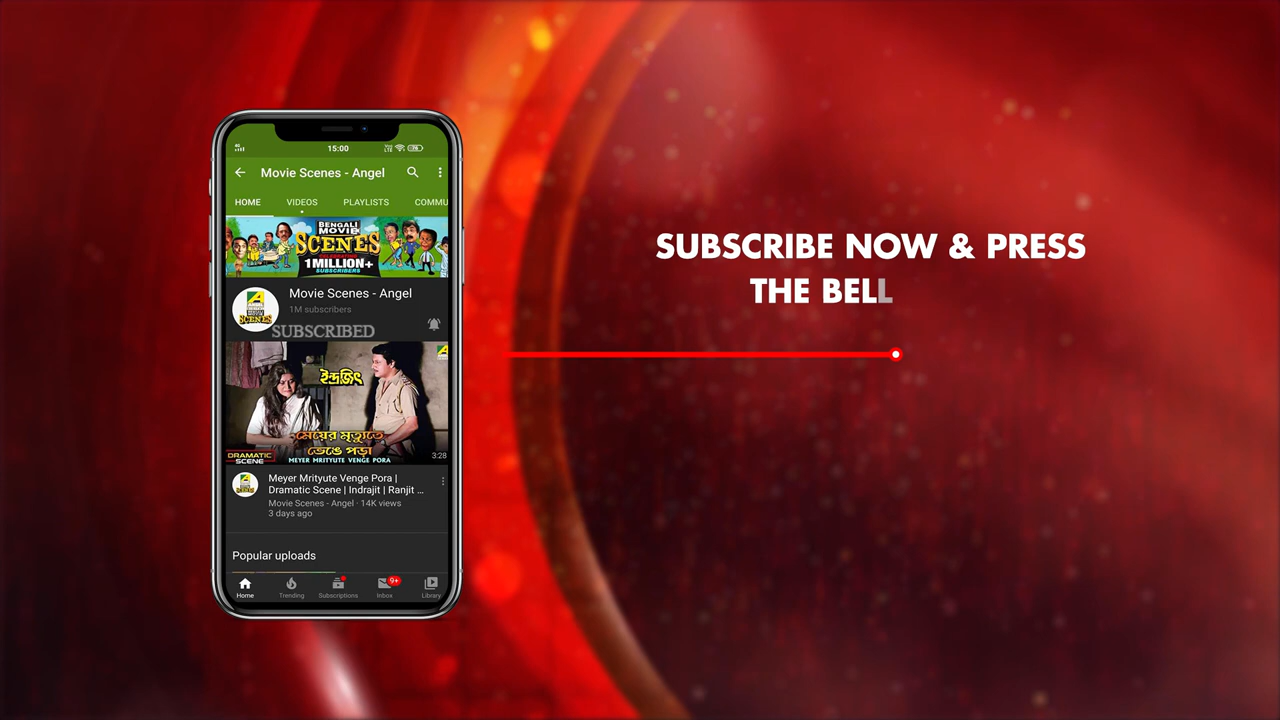 15:00
Movie Scenes - Angel
HOME VIDEOS PLAYLISTS COMMU
BENGALI
MOVIE
SCENES
CELEBRATING
1MILLION+
SUBSCRIBERS
Movie Scenes - Angel
1M subscribers
SUBSCRIBED
ইন্দ্রজিৎ
মেয়ের মৃত্যুতে
ভেঙে পড়া
DRAMATIC
SCENE
MEYER MRITYUTE VENGE PORA
3:28
Meyer Mrityute Venge Pora |
Dramatic Scene | Indrajit | Ranjit ...
Movie Scenes - Angel · 14K views
3 days ago
Popular uploads
9+
Home Trending Subscriptions Inbox Library
SUBSCRIBE NOW & PRESS
THE BELL